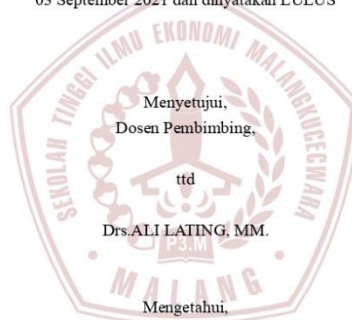 03 September 2021 dan dinyatakan LULUS
SEKOLAH TINGGI ILMU EKONOMI MALANGKUCECWARA
Menyetujui,
Dosen Pembimbing,
ttd
Drs.ALI LATING, MM.
P3.M
MALANG
Mengetahui,